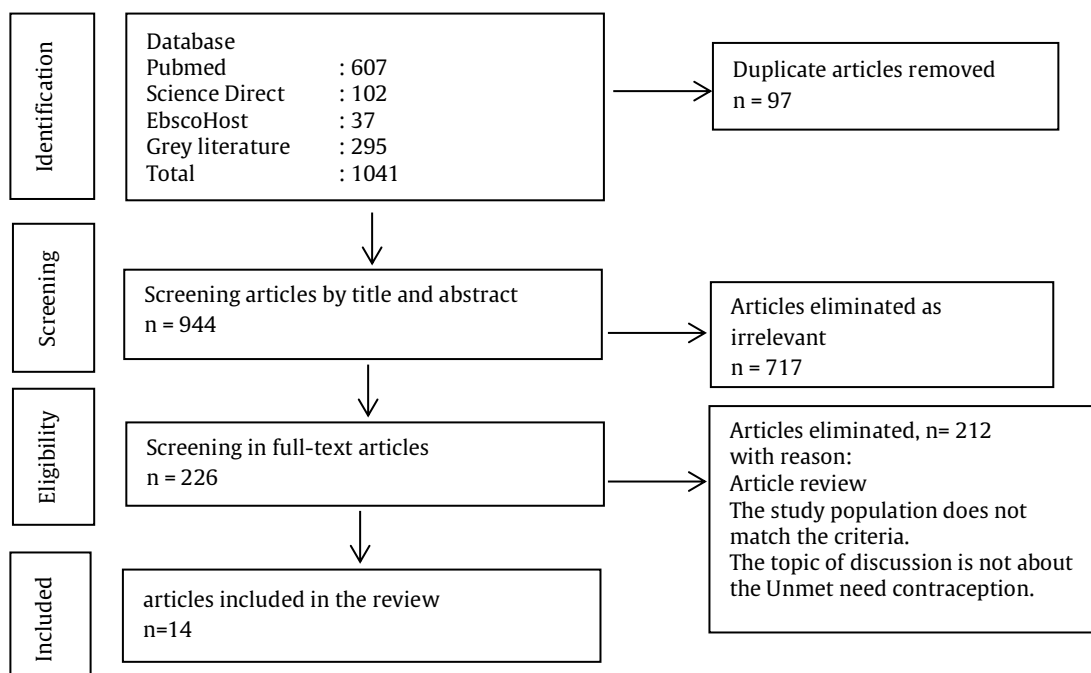 Identification
Database
Pubmed : 607
Science Direct : 102
EbscoHost : 37
Grey literature : 295
Total : 1041
Duplicate articles removed
n = 97
Screening
Screening articles by title and abstract
n = 944
Articles eliminated as
irrelevant
n = 717
Eligibility
Screening in full-text articles
n = 226
Articles eliminated, n= 212
with reason:
Article review
The study population does not
match the criteria.
The topic of discussion is not about
the Unmet need contraception.
Included
articles included in the review
n=14